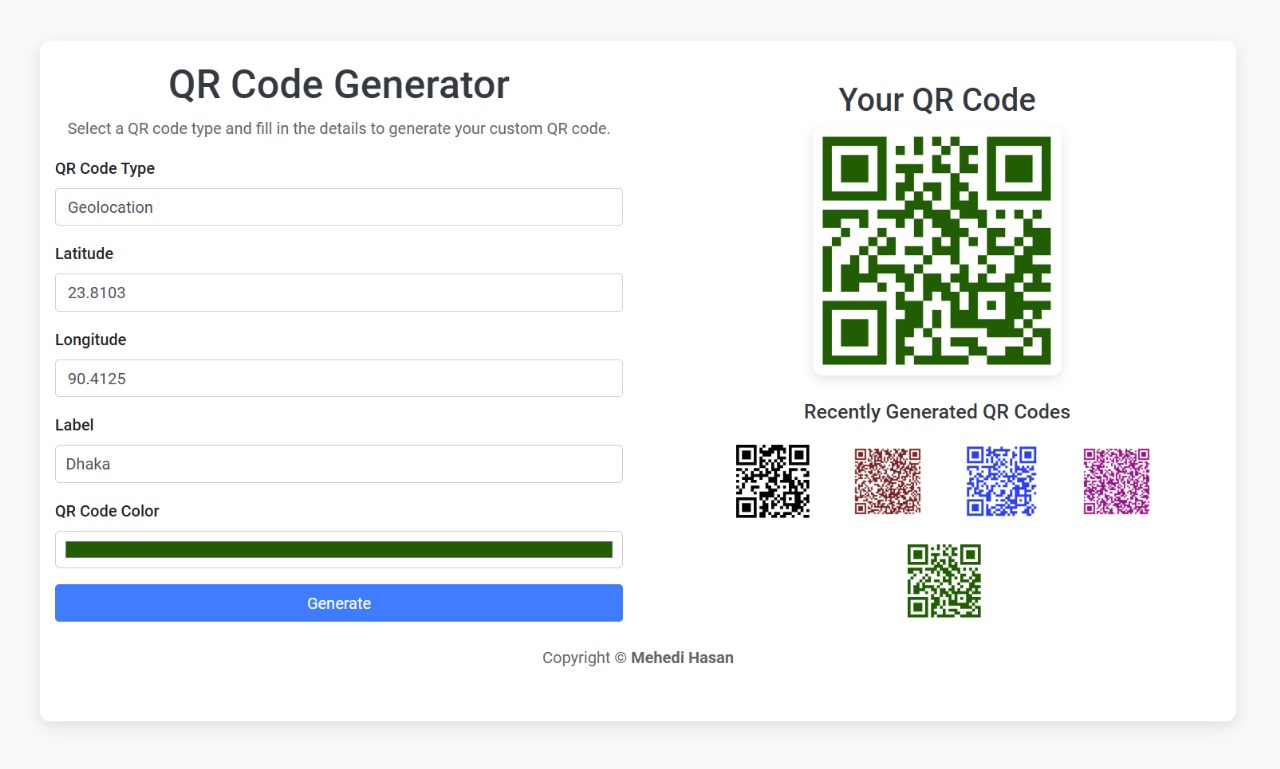 QR Code Generator
Select a QR code type and fill in the details to generate your custom QR code.
QR Code Type
Geolocation
Latitude
23.8103
Longitude
90.4125
Label
Dhaka
QR Code Color
Generate
Your QR Code
Recently Generated QR Codes
Copyright © Mehedi Hasan